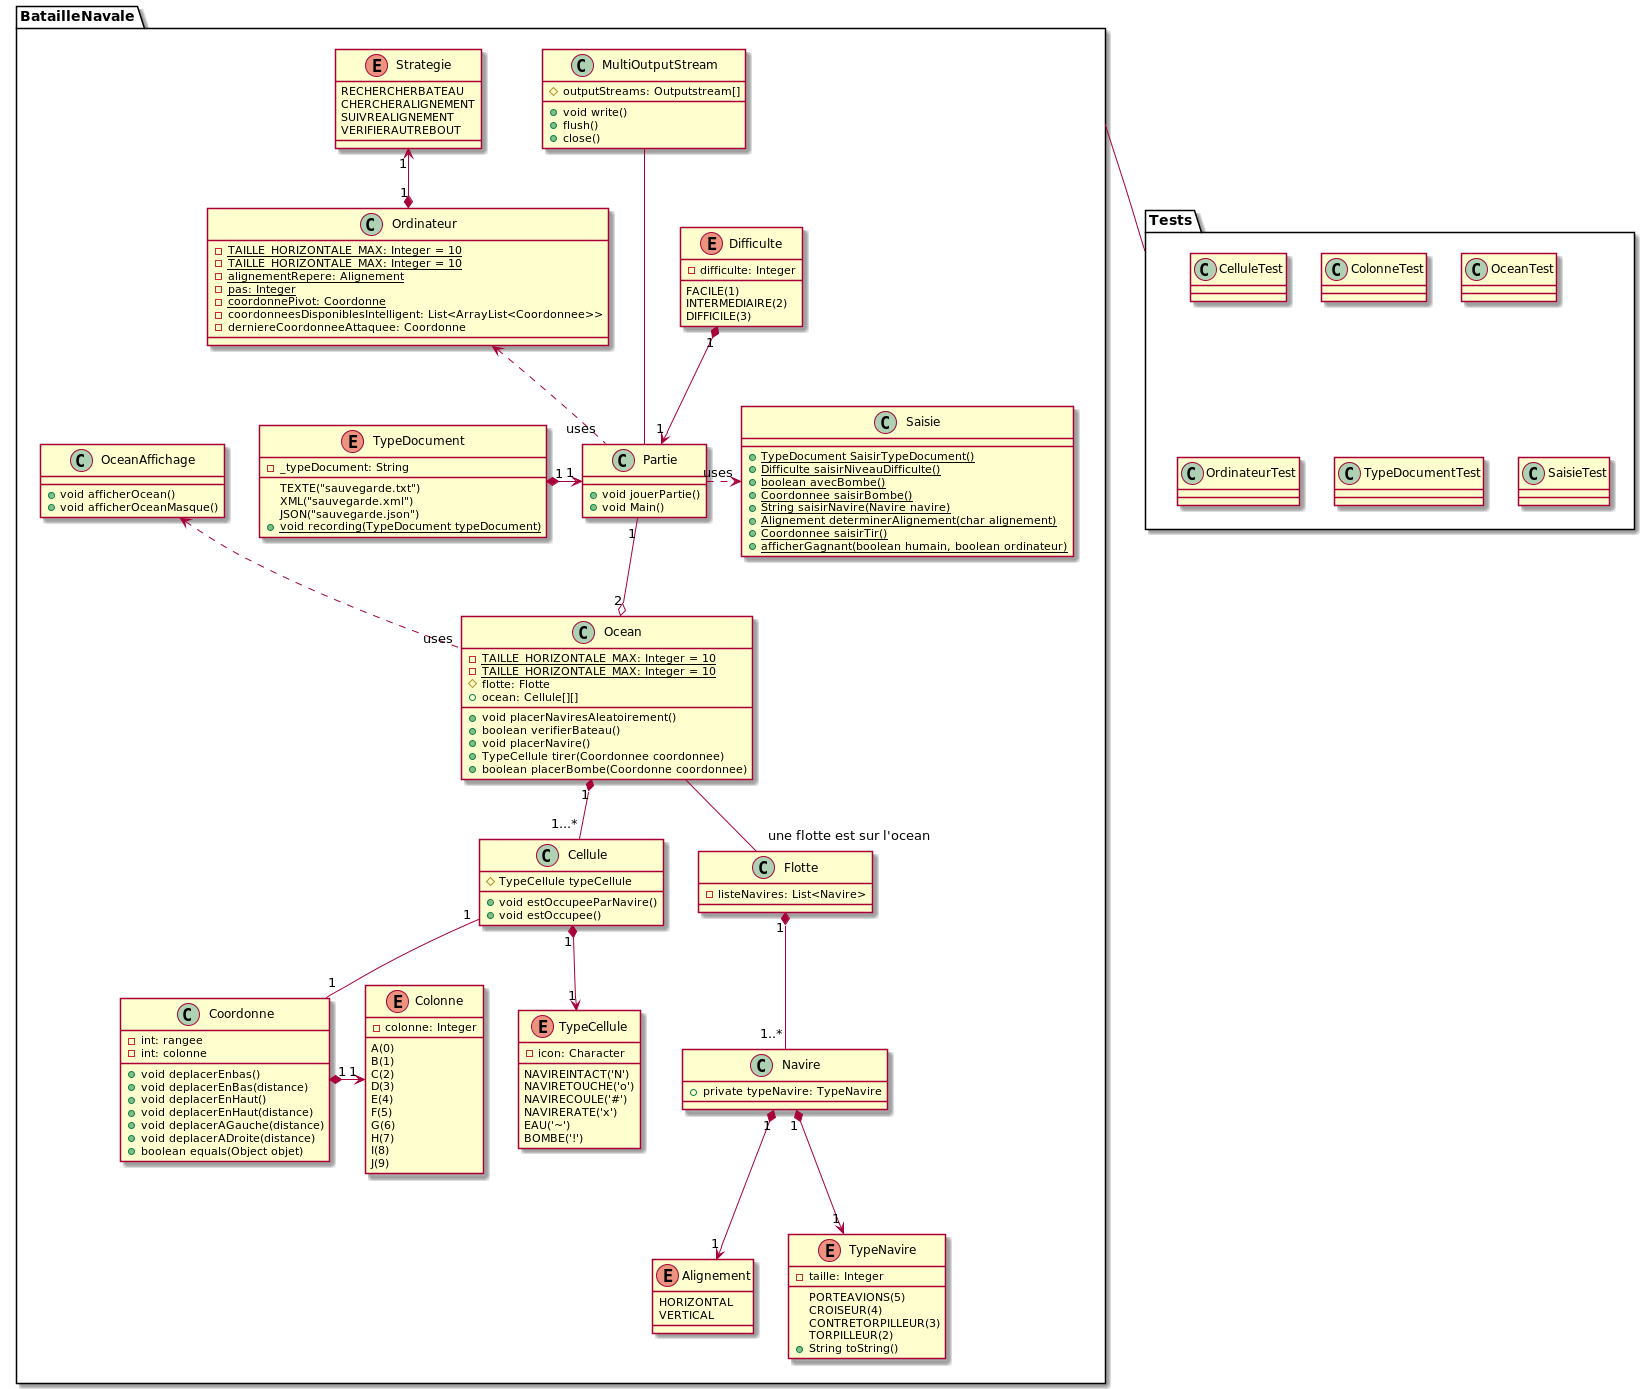 BatailleNavale
E Strategie
RECHERCHERBATEAU
CHERCHERALIGNEMENT
SUIVREALIGNEMENT
VERIFIERAUTREBOUT
C MultiOutputStream
outputStreams: Outputstream[]
void write()
flush()
close()
1
1
C Ordinateur
TAILLE_HORIZONTALE_MAX: Integer = 10
TAILLE_HORIZONTALE_MAX: Integer = 10
alignementRepere: Alignement
pas: Integer
coordonnePivot: Coordonne
coordonneesDisponiblesIntelligent: List<ArrayList<Coordonnee>>
derniereCoordonneeAttaquee: Coordonne
E Difficulte
difficulte: Integer
FACILE(1)
INTERMEDIAIRE(2)
DIFFICILE(3)
1
1
uses
Tests
C CelluleTest
C ColonneTest
C OceanTest
C OrdinateurTest
C TypeDocumentTest
C SaisieTest
C OceanAffichage
void afficherOcean()
void afficherOceanMasque()
E TypeDocument
_typeDocument: String
TEXTE("sauvegarde.txt")
XML("sauvegarde.xml")
JSON("sauvegarde.json")
void recording(TypeDocument typeDocument)
1 1
C Partie
void jouerPartie()
void Main()
uses
C Saisie
TypeDocument SaisirTypeDocument()
Difficulte saisirNiveauDifficulte()
boolean avecBombe()
Coordonnee saisirBombe()
String saisirNavire(Navire navire)
Alignement determinerAlignement(char alignement)
Coordonnee saisirTir()
afficherGagnant(boolean humain, boolean ordinateur)
1
2
uses
C Ocean
TAILLE_HORIZONTALE_MAX: Integer = 10
TAILLE_HORIZONTALE_MAX: Integer = 10
flotte: Flotte
ocean: Cellule[][]
void placerNaviresAleatoirement()
boolean verifierBateau()
void placerNavire()
TypeCellule tirer(Coordonnee coordonnee)
boolean placerBombe(Coordonne coordonnee)
1
1...*
une flotte est sur l'ocean
C Cellule
TypeCellule typeCellule
void estOccupeeParNavire()
void estOccupee()
C Flotte
listeNavires: List<Navire>
1
1
1
1
1
1..*
C Coordonne
int: rangee
int: colonne
void deplacerEnbas()
void deplacerEnBas(distance)
void deplacerEnHaut()
void deplacerEnHaut(distance)
void deplacerAGauche(distance)
void deplacerADroite(distance)
boolean equals(Object objet)
1 1
E Colonne
colonne: Integer
A(0)
B(1)
C(2)
D(3)
E(4)
F(5)
G(6)
H(7)
I(8)
J(9)
E TypeCellule
icon: Character
NAVIREINTACT('N')
NAVIRETOUCHE('o')
NAVIRECOULE('#')
NAVIRERATE('x')
EAU('~')
BOMBE('!')
C Navire
private typeNavire: TypeNavire
1 1
1
1
E Alignement
HORIZONTAL
VERTICAL
E TypeNavire
taille: Integer
PORTEAVIONS(5)
CROISEUR(4)
CONTRETORPILLEUR(3)
TORPILLEUR(2)
String toString()